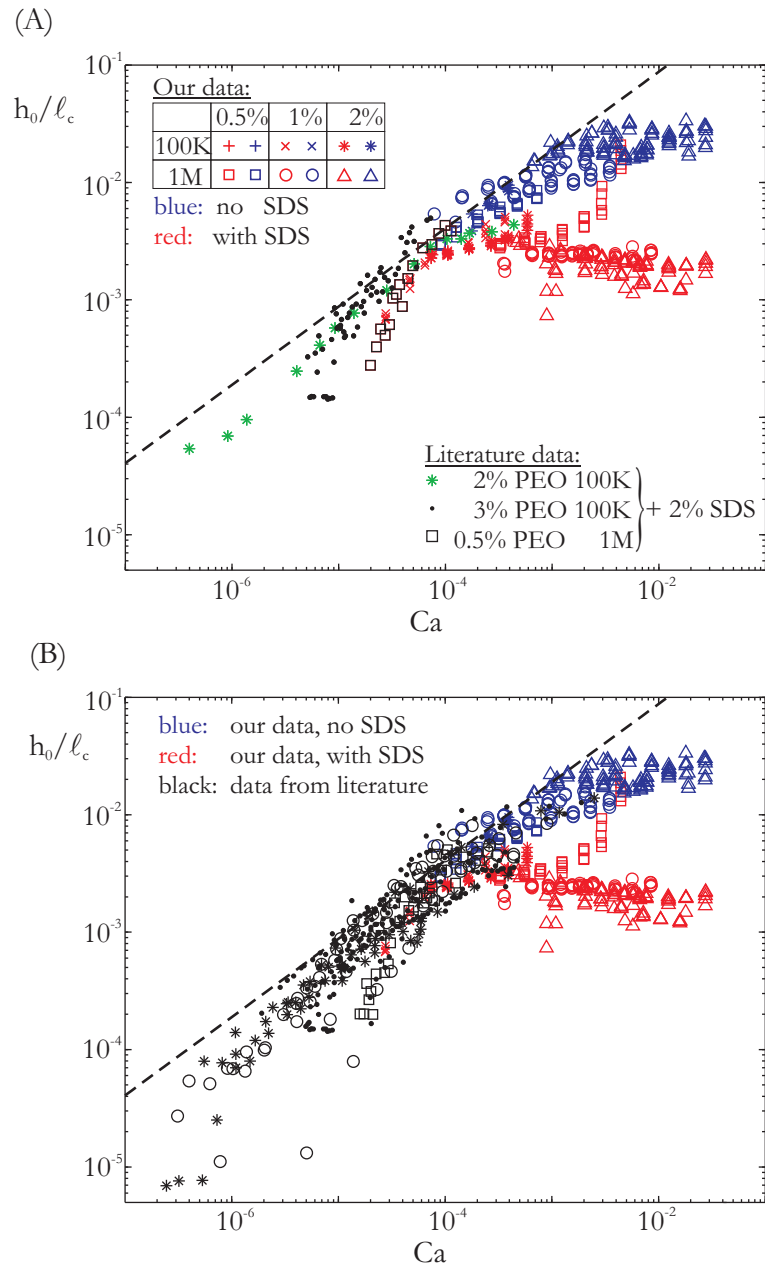 (A)
10⁻¹
h₀/ℓ꜀
10⁻²
10⁻³
10⁻⁴
10⁻⁵
Our data:
0.5% 1% 2%
100K
1M
blue: no SDS
red: with SDS
Literature data:
2% PEO 100K
3% PEO 100K + 2% SDS
0.5% PEO 1M
10⁻⁶ 10⁻⁴ 10⁻²
Ca
(B)
10⁻¹
h₀/ℓ꜀
10⁻²
10⁻³
10⁻⁴
10⁻⁵
blue: our data, no SDS
red: our data, with SDS
black: data from literature
10⁻⁶ 10⁻⁴ 10⁻²
Ca